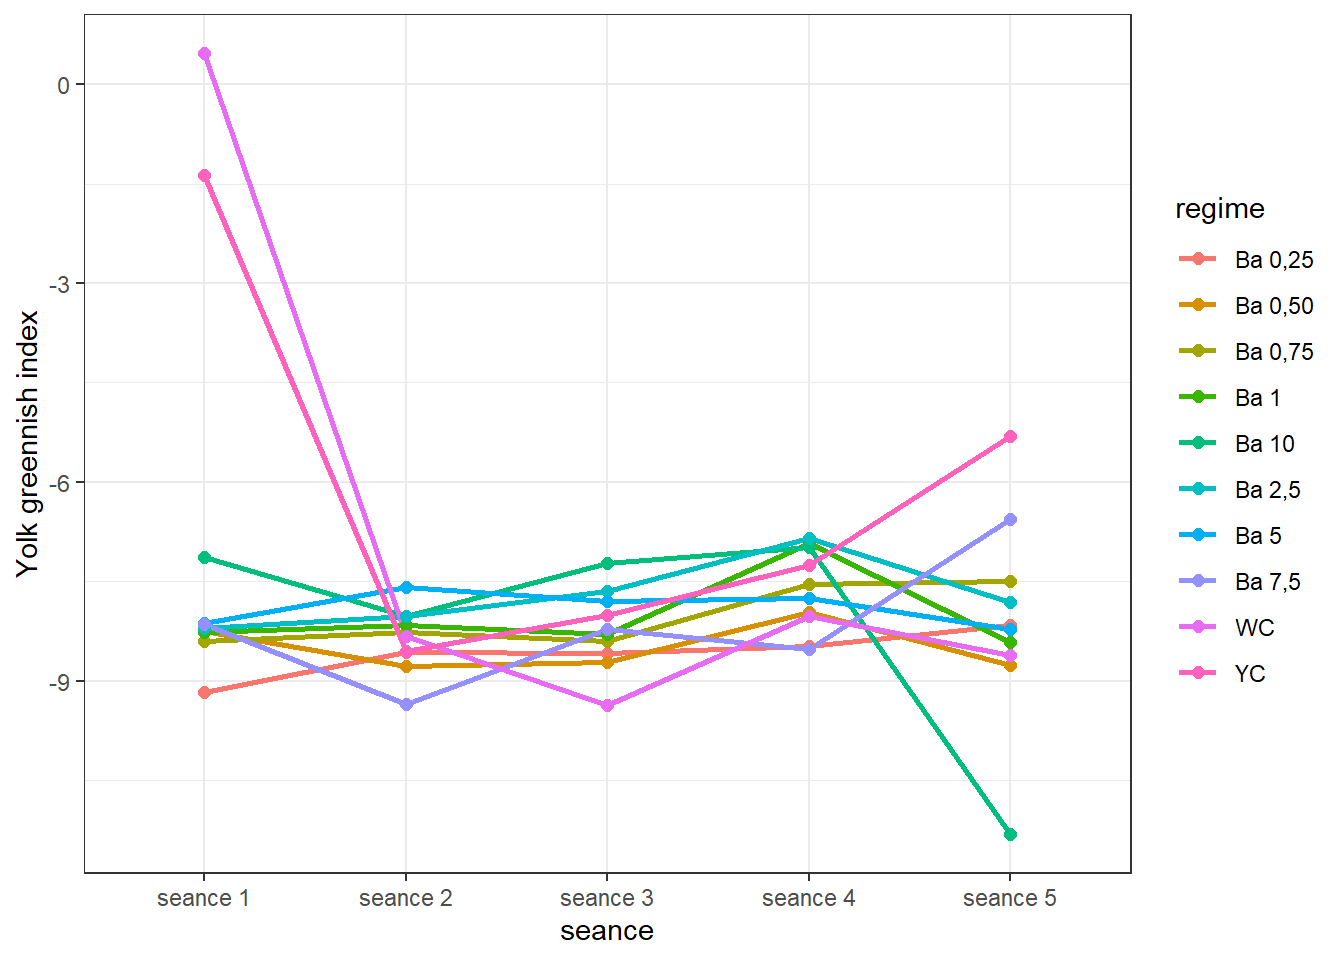 0
-3
-6
-9
Yolk greennish index
seance 1
seance 2
seance 3
seance 4
seance 5
seance
regime
Ba 0,25
Ba 0,50
Ba 0,75
Ba 1
Ba 10
Ba 2,5
Ba 5
Ba 7,5
WC
YC